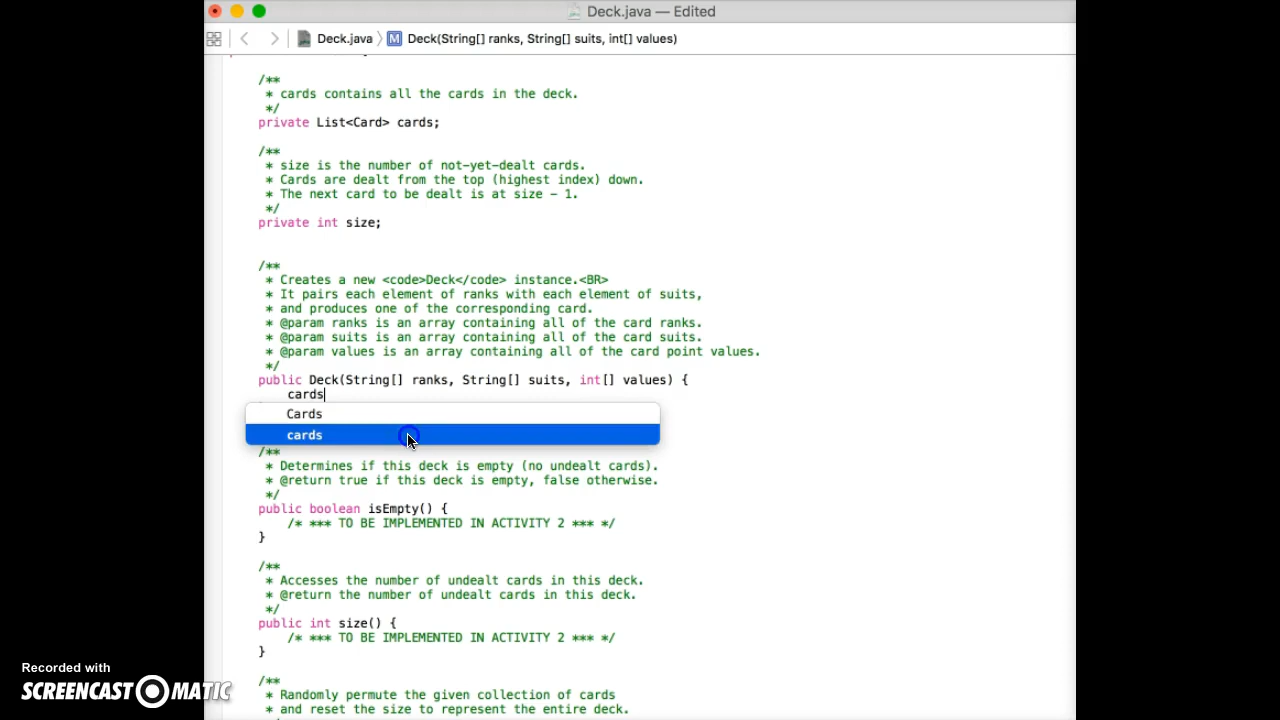 Deck.java — Edited
Deck.java 〉 M Deck(String[] ranks, String[] suits, int[] values)
/**
* cards contains all the cards in the deck.
*/
private List<Card> cards;
/**
* size is the number of not-yet-dealt cards.
* Cards are dealt from the top (highest index) down.
* The next card to be dealt is at size - 1.
*/
private int size;
/**
* Creates a new <code>Deck</code> instance.<BR>
* It pairs each element of ranks with each element of suits,
* and produces one of the corresponding card.
* @param ranks is an array containing all of the card ranks.
* @param suits is an array containing all of the card suits.
* @param values is an array containing all of the card point values.
*/
public Deck(String[] ranks, String[] suits, int[] values) {
cards
Cards
cards
/**
* Determines if this deck is empty (no undealt cards).
* @return true if this deck is empty, false otherwise.
*/
public boolean isEmpty() {
/* *** TO BE IMPLEMENTED IN ACTIVITY 2 *** */
}
/**
* Accesses the number of undealt cards in this deck.
* @return the number of undealt cards in this deck.
*/
public int size() {
/* *** TO BE IMPLEMENTED IN ACTIVITY 2 *** */
}
/**
* Randomly permute the given collection of cards
* and reset the size to represent the entire deck.
Recorded with
SCREENCAST MATIC